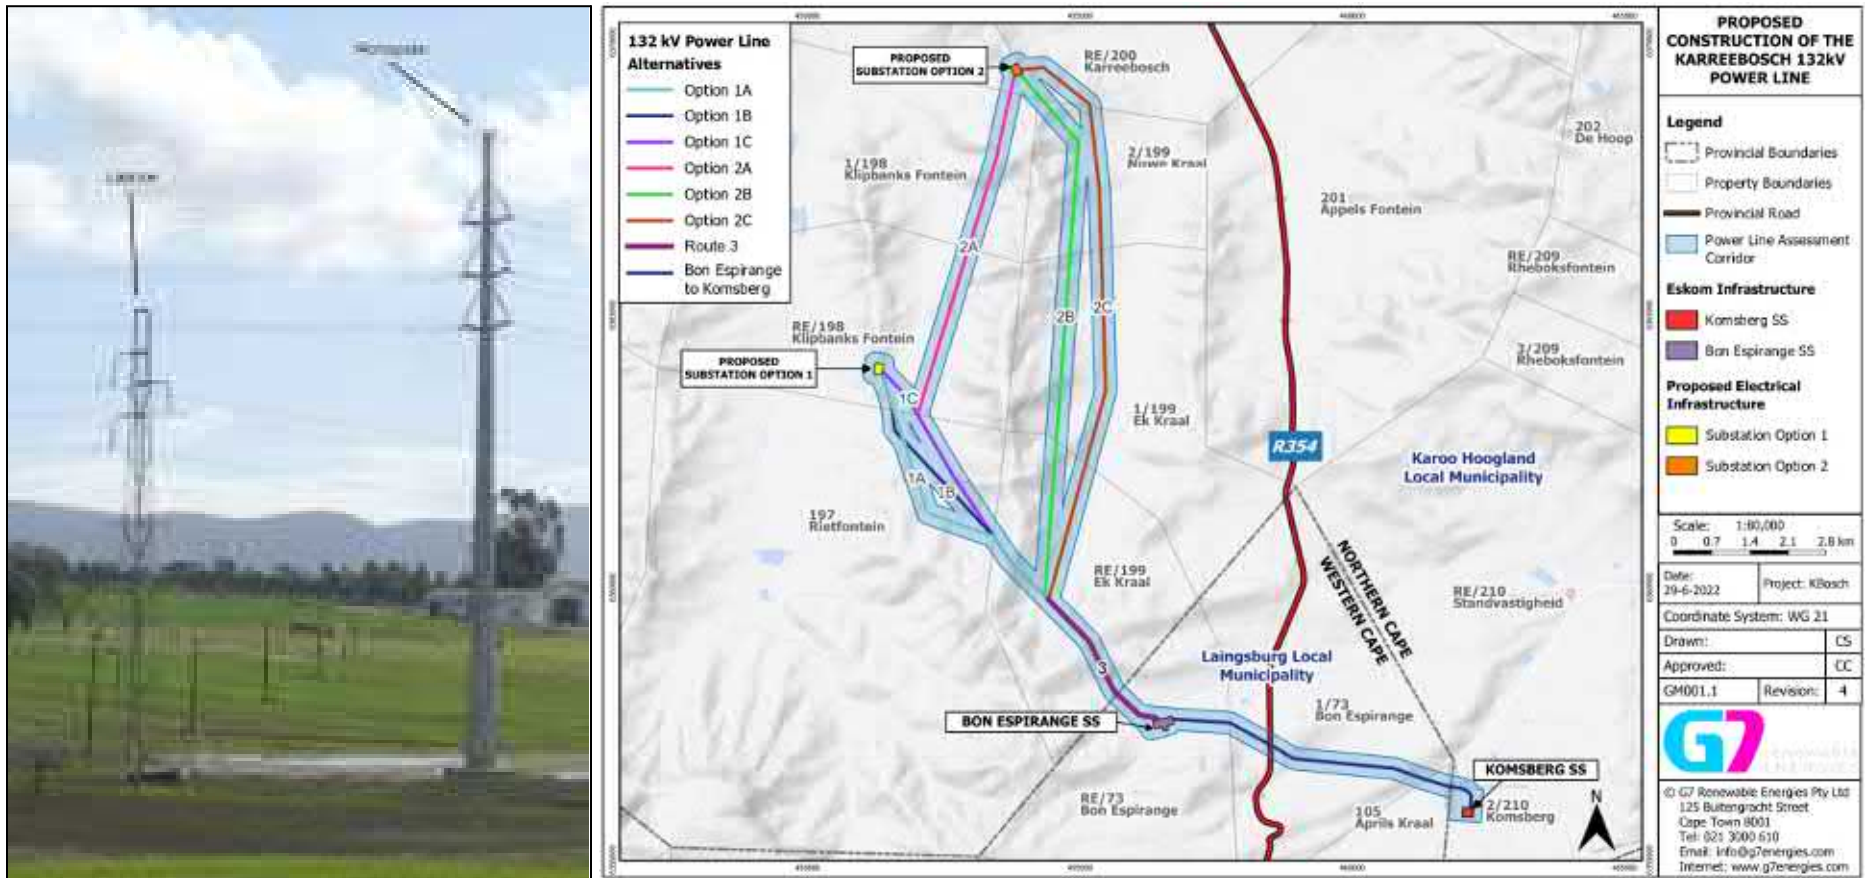 Monopole
Lattice
132 kV Power Line
Alternatives
Option 1A
Option 1B
Option 1C
Option 2A
Option 2B
Option 2C
Route 3
Bon Espirange
to Komsberg
PROPOSED
SUBSTATION OPTION 2
RE/200
Karreebosch
202
De Hoop
1/198
Klipbanks Fontein
2/199
Nuwe Kraal
201
Appels Fontein
2A
RE/209
Rheboksfontein
2B
2C
RE/198
Klipbanks Fontein
3/209
Rheboksfontein
PROPOSED
SUBSTATION OPTION 1
1C
1/199
Ek Kraal
R354
Karoo Hoogland
Local Municipality
1A
1B
197
Rietfontein
NORTHERN CAPE
WESTERN CAPE
RE/199
Ek Kraal
RE/210
Standvastigheid
3
Laingsburg Local
Municipality
1/73
Bon Espirange
BON ESPIRANGE SS
KOMSBERG SS
RE/73
Bon Espirange
105
Aprils Kraal
2/210
Komsberg
N
PROPOSED
CONSTRUCTION OF THE
KARREEBOSCH 132kV
POWER LINE
Legend
Provincial Boundaries
Property Boundaries
Provincial Road
Power Line Assessment
Corridor
Eskom Infrastructure
Komsberg SS
Bon Espirange SS
Proposed Electrical
Infrastructure
Substation Option 1
Substation Option 2
Scale: 1:80,000
0 0.7 1.4 2.1 2.8 km
Date:
29-6-2022
Project: KBosch
Coordinate System: WG 21
Drawn: CS
Approved: CC
GM001.1 Revision: 4
G7
© G7 Renewable Energies Pty Ltd
125 Buitengracht Street
Cape Town 8001
Tel: 021 3000 610
Email: info@g7energies.com
Internet: www.g7energies.com